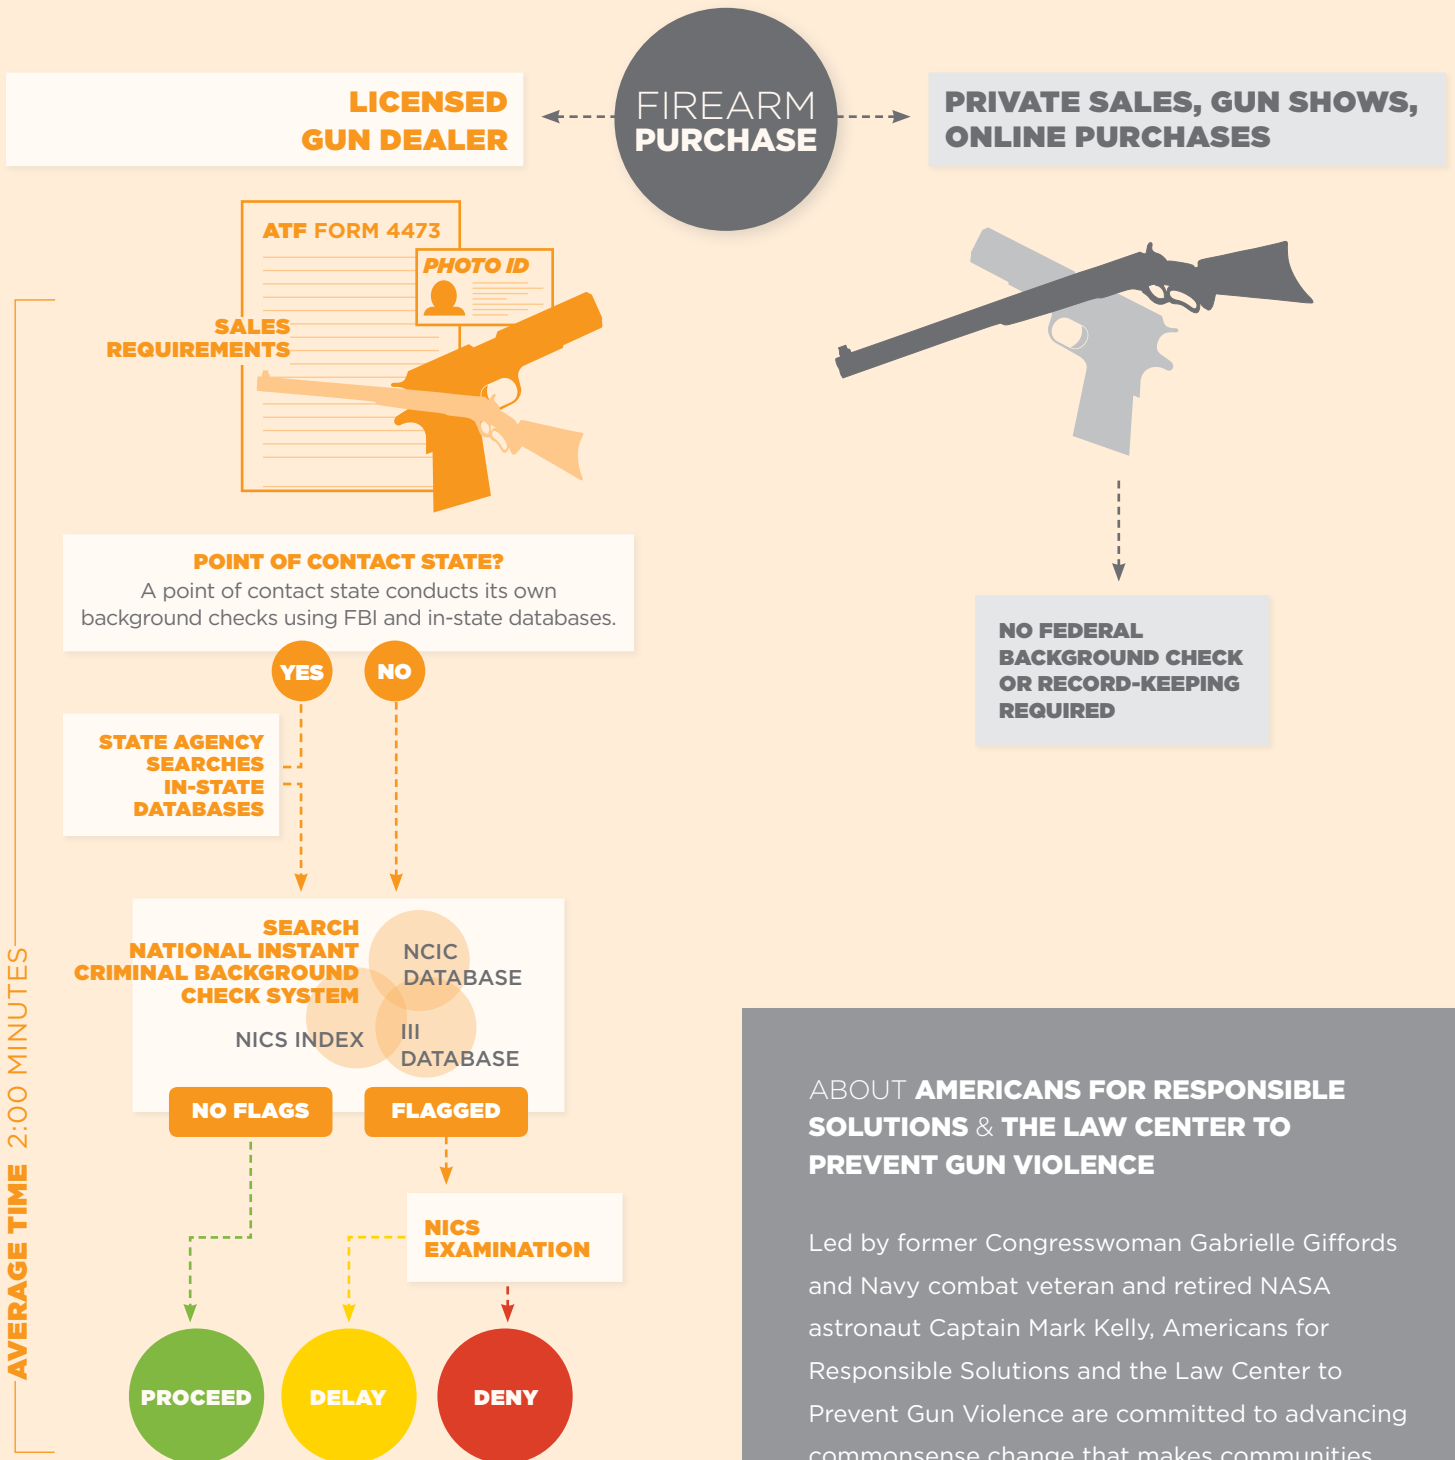 FIREARM
PURCHASE
LICENSED
GUN DEALER
PRIVATE SALES, GUN SHOWS,
ONLINE PURCHASES
ATF FORM 4473
PHOTO ID
SALES
REQUIREMENTS
POINT OF CONTACT STATE?
A point of contact state conducts its own
background checks using FBI and in-state databases.
YES
NO
STATE AGENCY
SEARCHES
IN-STATE
DATABASES
SEARCH
NATIONAL INSTANT
CRIMINAL BACKGROUND
CHECK SYSTEM
NCIC
DATABASE
NICS INDEX
III
DATABASE
NO FLAGS
FLAGGED
NICS
EXAMINATION
PROCEED
DELAY
DENY
AVERAGE TIME 2:00 MINUTES
NO FEDERAL
BACKGROUND CHECK
OR RECORD-KEEPING
REQUIRED
ABOUT AMERICANS FOR RESPONSIBLE
SOLUTIONS & THE LAW CENTER TO
PREVENT GUN VIOLENCE
Led by former Congresswoman Gabrielle Giffords
and Navy combat veteran and retired NASA
astronaut Captain Mark Kelly, Americans for
Responsible Solutions and the Law Center to
Prevent Gun Violence are committed to advancing
commonsense change that makes communities